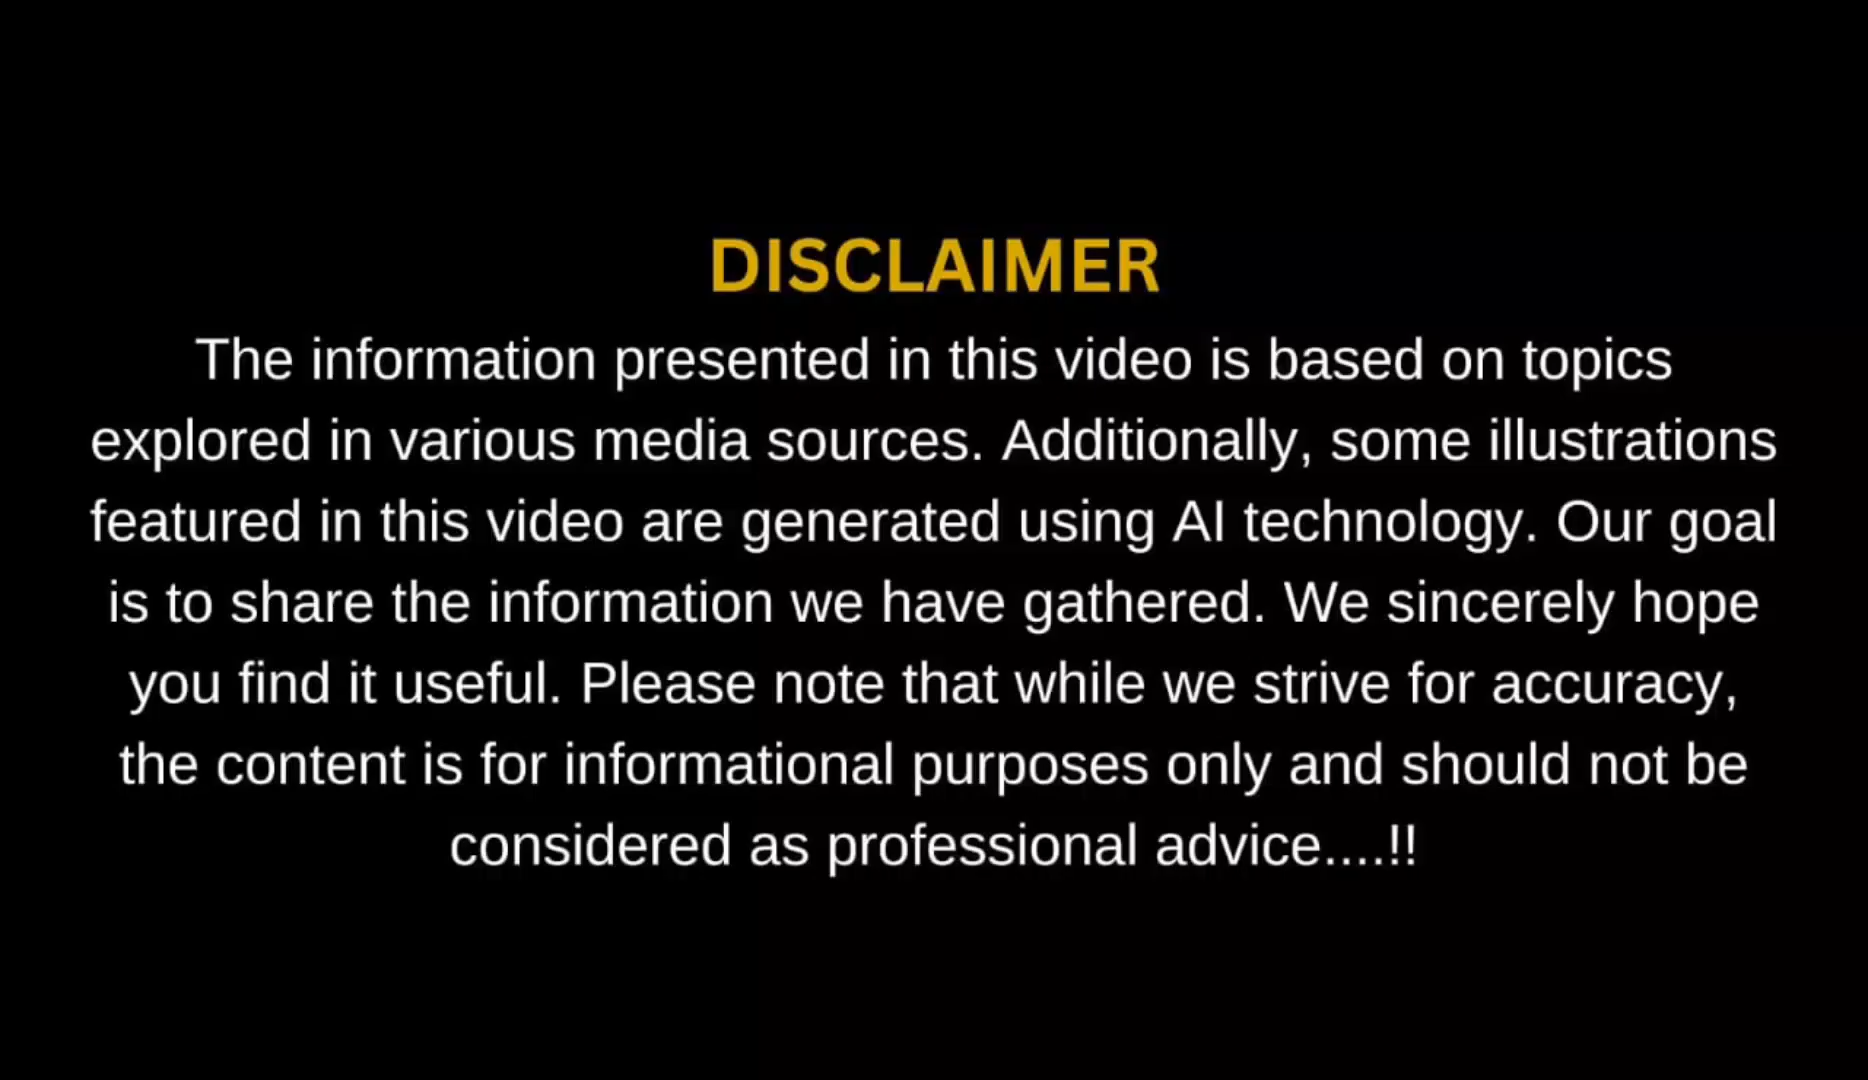 DISCLAIMER
The information presented in this video is based on topics
explored in various media sources. Additionally, some illustrations
featured in this video are generated using AI technology. Our goal
is to share the information we have gathered. We sincerely hope
you find it useful. Please note that while we strive for accuracy,
the content is for informational purposes only and should not be
considered as professional advice....!!